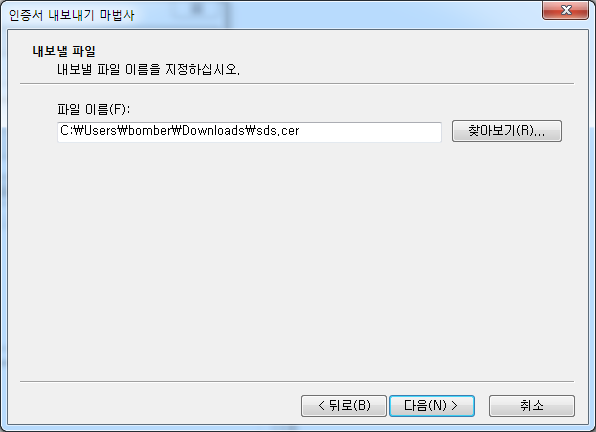 인증서 내보내기 마법사
내보낼 파일
내보낼 파일 이름을 지정하십시오.
파일 이름(F):
C:₩Users₩bomber₩Downloads₩sds.cer
찾아보기(R)...
< 뒤로(B)
다음(N) >
취소